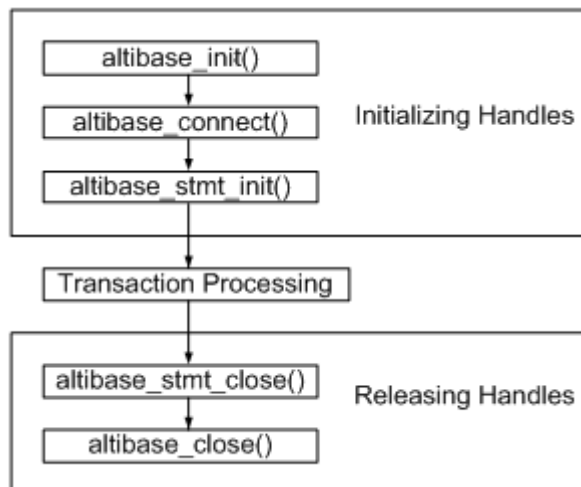 altibase_init()
altibase_connect()
Initializing Handles
altibase_stmt_init()
Transaction Processing
altibase_stmt_close()
Releasing Handles
altibase_close()